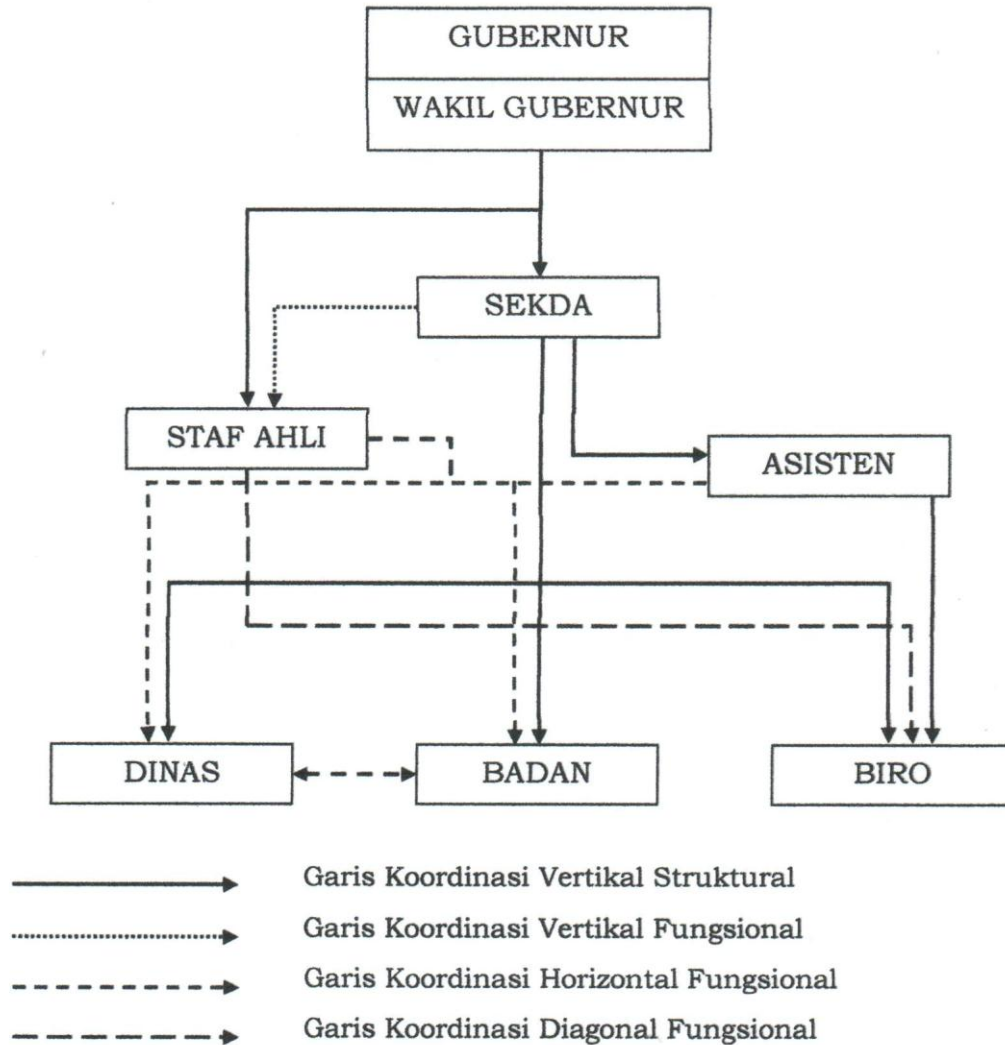 GUBERNUR
WAKIL GUBERNUR
SEKDA
STAF AHLI
ASISTEN
DINAS
BADAN
BIRO
Garis Koordinasi Vertikal Struktural
Garis Koordinasi Vertikal Fungsional
Garis Koordinasi Horizontal Fungsional
Garis Koordinasi Diagonal Fungsional